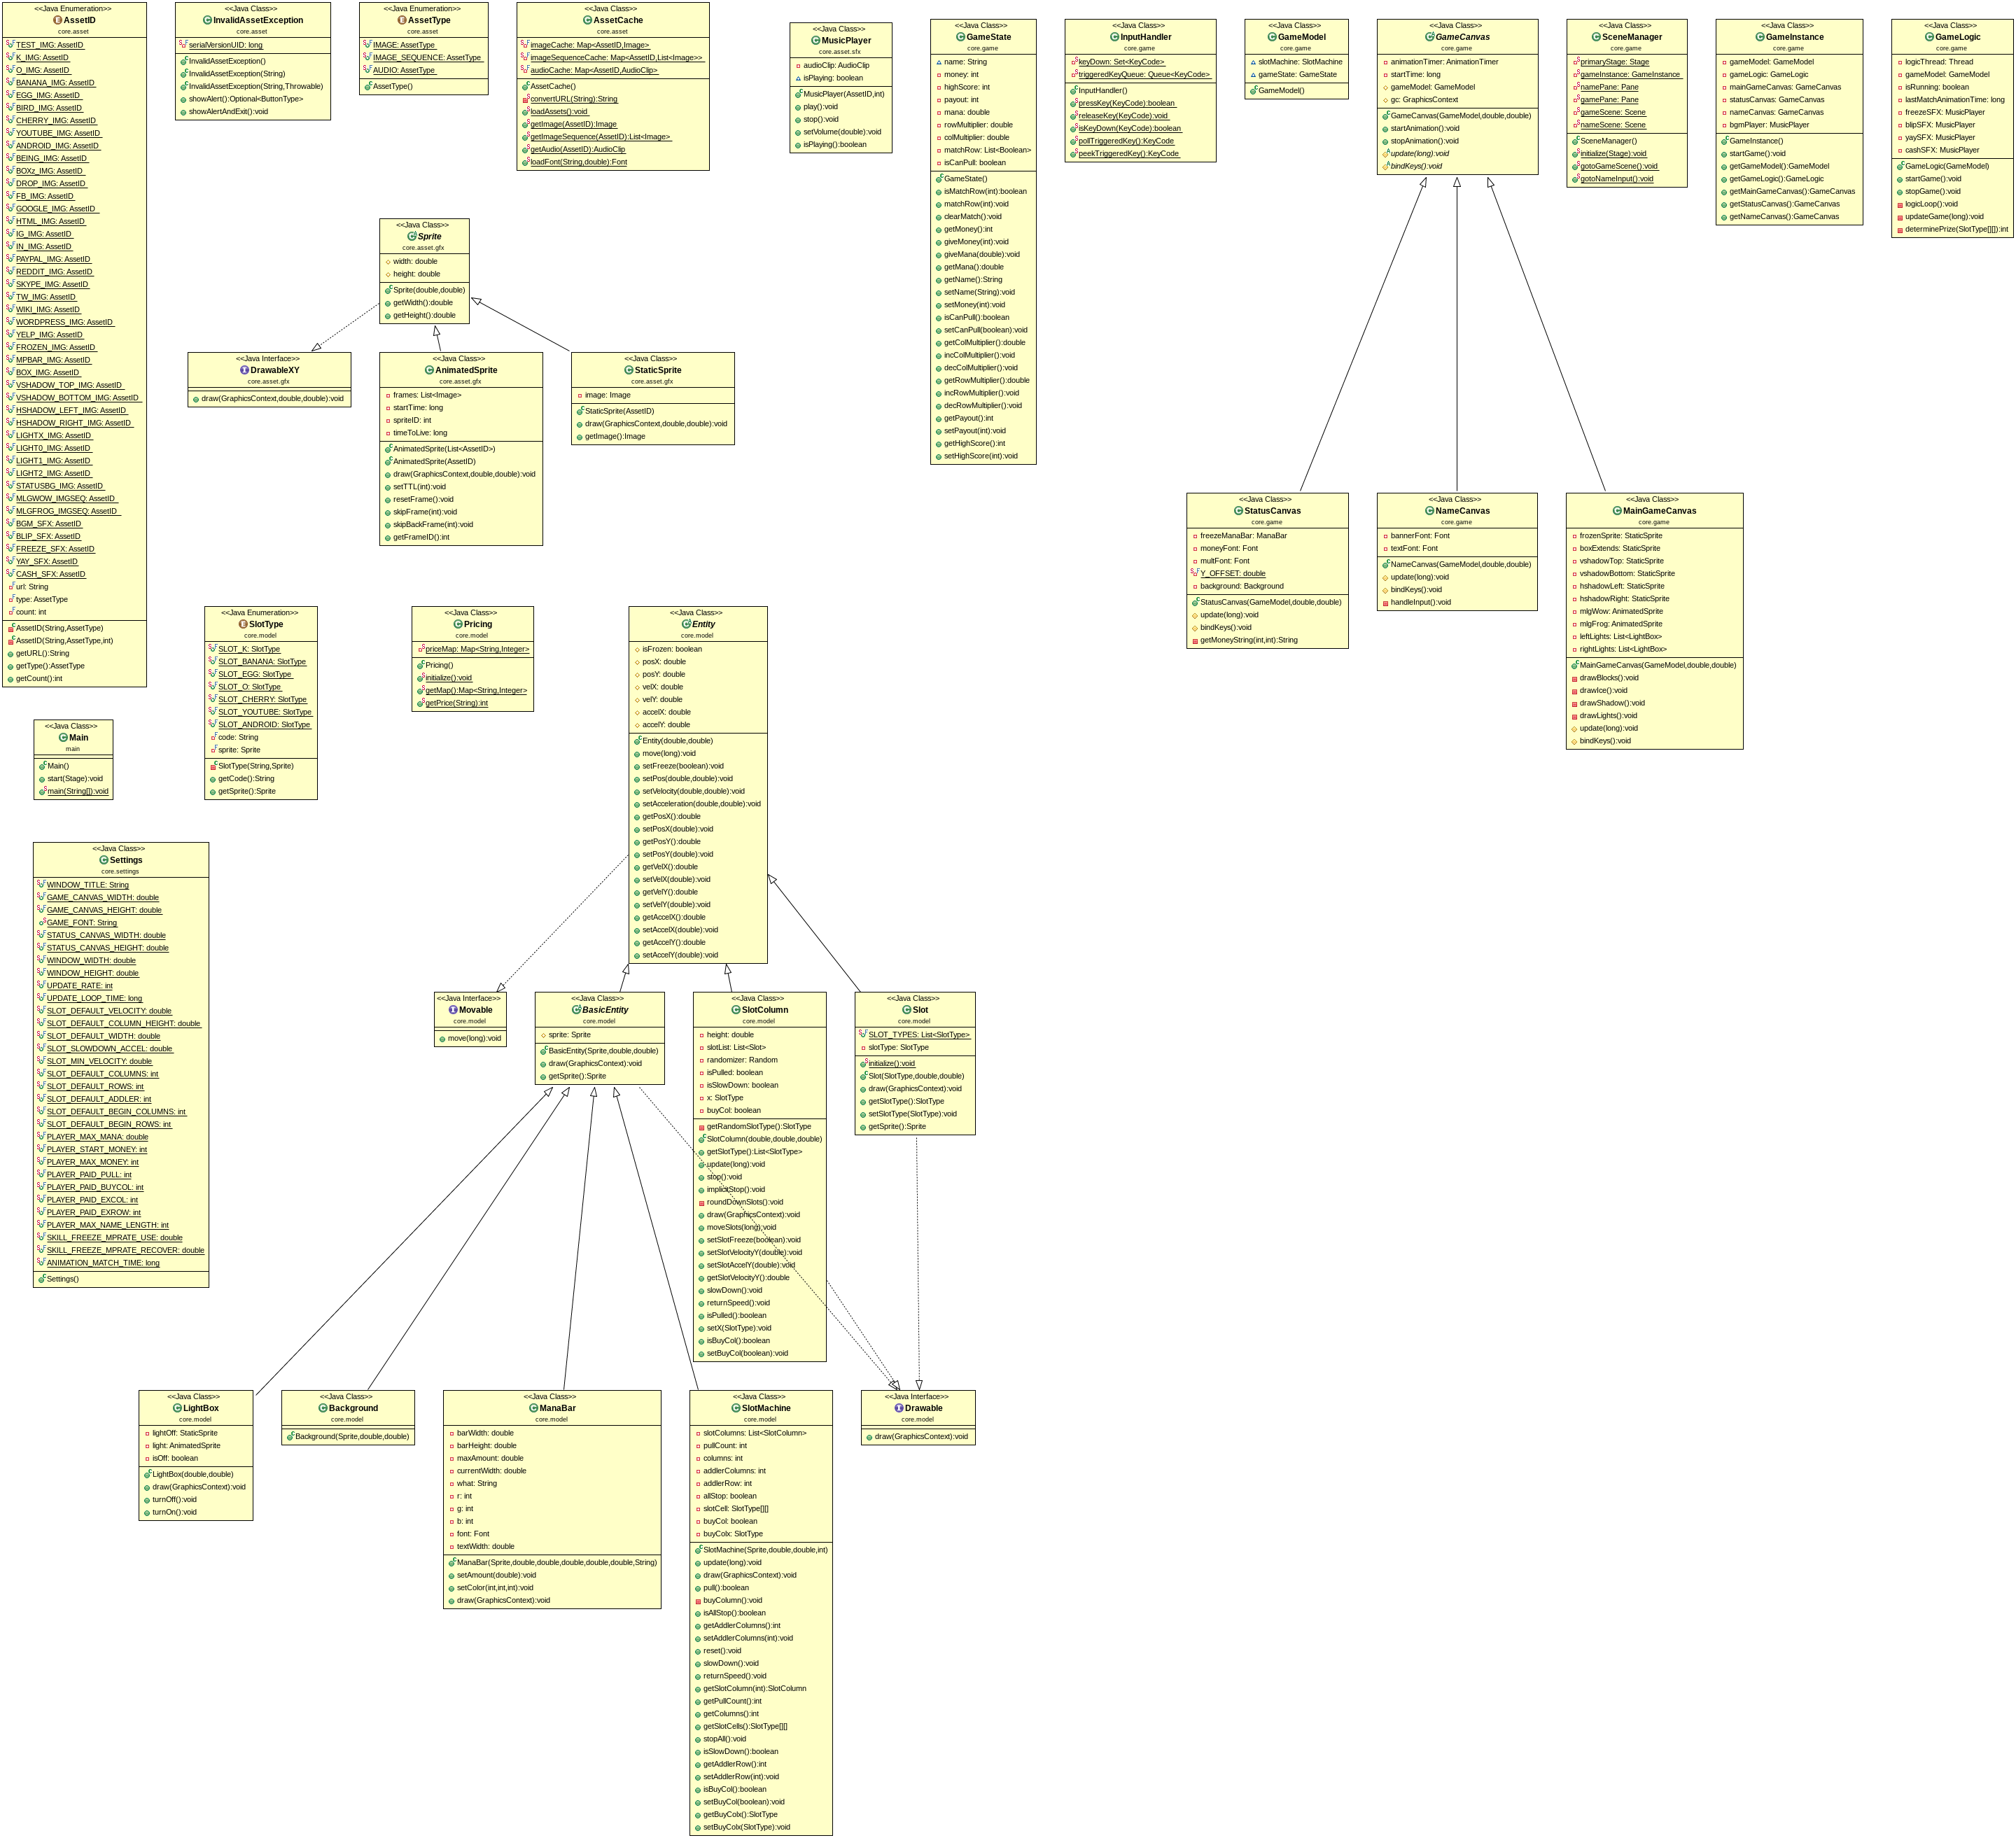 <<Java Enumeration>>
AssetID
core.asset
TEST_IMG: AssetID
K_IMG: AssetID
O_IMG: AssetID
BANANA_IMG: AssetID
EGG_IMG: AssetID
BIRD_IMG: AssetID
CHERRY_IMG: AssetID
YOUTUBE_IMG: AssetID
ANDROID_IMG: AssetID
BEING_IMG: AssetID
BOXz_IMG: AssetID
DROP_IMG: AssetID
FB_IMG: AssetID
GOOGLE_IMG: AssetID
HTML_IMG: AssetID
IG_IMG: AssetID
IN_IMG: AssetID
PAYPAL_IMG: AssetID
REDDIT_IMG: AssetID
SKYPE_IMG: AssetID
TW_IMG: AssetID
WIKI_IMG: AssetID
WORDPRESS_IMG: AssetID
YELP_IMG: AssetID
FROZEN_IMG: AssetID
MPBAR_IMG: AssetID
BOX_IMG: AssetID
VSHADOW_TOP_IMG: AssetID
VSHADOW_BOTTOM_IMG: AssetID
HSHADOW_LEFT_IMG: AssetID
HSHADOW_RIGHT_IMG: AssetID
LIGHTX_IMG: AssetID
LIGHT0_IMG: AssetID
LIGHT1_IMG: AssetID
LIGHT2_IMG: AssetID
STATUSBG_IMG: AssetID
MLGWOW_IMGSEQ: AssetID
MLGFROG_IMGSEQ: AssetID
BGM_SFX: AssetID
BLIP_SFX: AssetID
FREEZE_SFX: AssetID
YAY_SFX: AssetID
CASH_SFX: AssetID
url: String
type: AssetType
count: int
AssetID(String,AssetType)
AssetID(String,AssetType,int)
getURL():String
getType():AssetType
getCount():int
<<Java Class>>
InvalidAssetException
core.asset
serialVersionUID: long
InvalidAssetException()
InvalidAssetException(String)
InvalidAssetException(String,Throwable)
showAlert():Optional<ButtonType>
showAlertAndExit():void
<<Java Enumeration>>
AssetType
core.asset
IMAGE: AssetType
IMAGE_SEQUENCE: AssetType
AUDIO: AssetType
AssetType()
<<Java Class>>
AssetCache
core.asset
imageCache: Map<AssetID,Image>
imageSequenceCache: Map<AssetID,List<Image>>
audioCache: Map<AssetID,AudioClip>
AssetCache()
convertURL(String):String
loadAssets():void
getImage(AssetID):Image
getImageSequence(AssetID):List<Image>
getAudio(AssetID):AudioClip
loadFont(String,double):Font
<<Java Class>>
MusicPlayer
core.asset.sfx
audioClip: AudioClip
isPlaying: boolean
MusicPlayer(AssetID,int)
play():void
stop():void
setVolume(double):void
isPlaying():boolean
<<Java Class>>
GameState
core.game
name: String
money: int
highScore: int
payout: int
mana: double
rowMultiplier: double
colMultiplier: double
matchRow: List<Boolean>
isCanPull: boolean
GameState()
isMatchRow(int):boolean
matchRow(int):void
clearMatch():void
getMoney():int
giveMoney(int):void
giveMana(double):void
getMana():double
getName():String
setName(String):void
setMoney(int):void
isCanPull():boolean
setCanPull(boolean):void
getColMultiplier():double
incColMultiplier():void
decColMultiplier():void
getRowMultiplier():double
incRowMultiplier():void
decRowMultiplier():void
getPayout():int
setPayout(int):void
getHighScore():int
setHighScore(int):void
<<Java Class>>
InputHandler
core.game
keyDown: Set<KeyCode>
triggeredKeyQueue: Queue<KeyCode>
InputHandler()
pressKey(KeyCode):boolean
releaseKey(KeyCode):void
isKeyDown(KeyCode):boolean
pollTriggeredKey():KeyCode
peekTriggeredKey():KeyCode
<<Java Class>>
GameModel
core.game
slotMachine: SlotMachine
gameState: GameState
GameModel()
<<Java Class>>
GameCanvas
core.game
animationTimer: AnimationTimer
startTime: long
gameModel: GameModel
gc: GraphicsContext
GameCanvas(GameModel,double,double)
startAnimation():void
stopAnimation():void
update(long):void
bindKeys():void
<<Java Class>>
SceneManager
core.game
primaryStage: Stage
gameInstance: GameInstance
namePane: Pane
gamePane: Pane
gameScene: Scene
nameScene: Scene
SceneManager()
initialize(Stage):void
gotoGameScene():void
gotoNameInput():void
<<Java Class>>
GameInstance
core.game
gameModel: GameModel
gameLogic: GameLogic
mainGameCanvas: GameCanvas
statusCanvas: GameCanvas
nameCanvas: GameCanvas
bgmPlayer: MusicPlayer
GameInstance()
startGame():void
getGameModel():GameModel
getGameLogic():GameLogic
getMainGameCanvas():GameCanvas
getStatusCanvas():GameCanvas
getNameCanvas():GameCanvas
<<Java Class>>
GameLogic
core.game
logicThread: Thread
gameModel: GameModel
isRunning: boolean
lastMatchAnimationTime: long
freezeSFX: MusicPlayer
blipSFX: MusicPlayer
yaySFX: MusicPlayer
cashSFX: MusicPlayer
GameLogic(GameModel)
startGame():void
stopGame():void
logicLoop():void
updateGame(long):void
determinePrize(SlotType[][]):int
<<Java Class>>
Sprite
core.asset.gfx
width: double
height: double
Sprite(double,double)
getWidth():double
getHeight():double
<<Java Interface>>
DrawableXY
core.asset.gfx
draw(GraphicsContext,double,double):void
<<Java Class>>
AnimatedSprite
core.asset.gfx
frames: List<Image>
startTime: long
spriteID: int
timeToLive: long
AnimatedSprite(List<AssetID>)
AnimatedSprite(AssetID)
draw(GraphicsContext,double,double):void
setTTL(int):void
resetFrame():void
skipFrame(int):void
skipBackFrame(int):void
getFrameID():int
<<Java Class>>
StaticSprite
core.asset.gfx
image: Image
StaticSprite(AssetID)
draw(GraphicsContext,double,double):void
getImage():Image
<<Java Class>>
StatusCanvas
core.game
freezeManaBar: ManaBar
moneyFont: Font
multFont: Font
Y_OFFSET: double
background: Background
StatusCanvas(GameModel,double,double)
update(long):void
bindKeys():void
getMoneyString(int,int):String
<<Java Class>>
NameCanvas
core.game
bannerFont: Font
textFont: Font
NameCanvas(GameModel,double,double)
update(long):void
bindKeys():void
handleInput():void
<<Java Class>>
MainGameCanvas
core.game
frozenSprite: StaticSprite
boxExtends: StaticSprite
vshadowTop: StaticSprite
vshadowBottom: StaticSprite
hshadowLeft: StaticSprite
hshadowRight: StaticSprite
mlgWow: AnimatedSprite
mlgFrog: AnimatedSprite
leftLights: List<LightBox>
rightLights: List<LightBox>
MainGameCanvas(GameModel,double,double)
drawBlocks():void
drawIce():void
drawShadow():void
drawLights():void
update(long):void
bindKeys():void
<<Java Enumeration>>
SlotType
core.model
SLOT_K: SlotType
SLOT_BANANA: SlotType
SLOT_EGG: SlotType
SLOT_O: SlotType
SLOT_CHERRY: SlotType
SLOT_YOUTUBE: SlotType
SLOT_ANDROID: SlotType
code: String
sprite: Sprite
SlotType(String,Sprite)
getCode():String
getSprite():Sprite
<<Java Class>>
Pricing
core.model
priceMap: Map<String,Integer>
Pricing()
initialize():void
getMap():Map<String,Integer>
getPrice(String):int
<<Java Class>>
Entity
core.model
isFrozen: boolean
posX: double
posY: double
velX: double
velY: double
accelX: double
accelY: double
Entity(double,double)
move(long):void
setFreeze(boolean):void
setPos(double,double):void
setVelocity(double,double):void
setAcceleration(double,double):void
getPosX():double
setPosX(double):void
getPosY():double
setPosY(double):void
getVelX():double
setVelX(double):void
getVelY():double
setVelY(double):void
getAccelX():double
setAccelX(double):void
getAccelY():double
setAccelY(double):void
<<Java Class>>
Main
main
Main()
start(Stage):void
main(String[]):void
<<Java Class>>
Settings
core.settings
WINDOW_TITLE: String
GAME_CANVAS_WIDTH: double
GAME_CANVAS_HEIGHT: double
GAME_FONT: String
STATUS_CANVAS_WIDTH: double
STATUS_CANVAS_HEIGHT: double
WINDOW_WIDTH: double
WINDOW_HEIGHT: double
UPDATE_RATE: int
UPDATE_LOOP_TIME: long
SLOT_DEFAULT_VELOCITY: double
SLOT_DEFAULT_COLUMN_HEIGHT: double
SLOT_DEFAULT_WIDTH: double
SLOT_SLOWDOWN_ACCEL: double
SLOT_MIN_VELOCITY: double
SLOT_DEFAULT_COLUMNS: int
SLOT_DEFAULT_ROWS: int
SLOT_DEFAULT_ADDLER: int
SLOT_DEFAULT_BEGIN_COLUMNS: int
SLOT_DEFAULT_BEGIN_ROWS: int
PLAYER_MAX_MANA: double
PLAYER_START_MONEY: int
PLAYER_MAX_MONEY: int
PLAYER_PAID_PULL: int
PLAYER_PAID_BUYCOL: int
PLAYER_PAID_EXCOL: int
PLAYER_PAID_EXROW: int
PLAYER_MAX_NAME_LENGTH: int
SKILL_FREEZE_MPRATE_USE: double
SKILL_FREEZE_MPRATE_RECOVER: double
ANIMATION_MATCH_TIME: long
Settings()
<<Java Interface>>
Movable
core.model
move(long):void
<<Java Class>>
BasicEntity
core.model
sprite: Sprite
BasicEntity(Sprite,double,double)
draw(GraphicsContext):void
getSprite():Sprite
<<Java Class>>
SlotColumn
core.model
height: double
slotList: List<Slot>
randomizer: Random
isPulled: boolean
isSlowDown: boolean
x: SlotType
buyCol: boolean
getRandomSlotType():SlotType
SlotColumn(double,double,double)
getSlotType():List<SlotType>
update(long):void
stop():void
implicitStop():void
roundDownSlots():void
draw(GraphicsContext):void
moveSlots(long):void
setSlotFreeze(boolean):void
setSlotVelocityY(double):void
setSlotAccelY(double):void
getSlotVelocityY():double
slowDown():void
returnSpeed():void
isPulled():boolean
setX(SlotType):void
isBuyCol():boolean
setBuyCol(boolean):void
<<Java Class>>
Slot
core.model
SLOT_TYPES: List<SlotType>
slotType: SlotType
initialize():void
Slot(SlotType,double,double)
draw(GraphicsContext):void
getSlotType():SlotType
setSlotType(SlotType):void
getSprite():Sprite
<<Java Class>>
LightBox
core.model
lightOff: StaticSprite
light: AnimatedSprite
isOff: boolean
LightBox(double,double)
draw(GraphicsContext):void
turnOff():void
turnOn():void
<<Java Class>>
Background
core.model
Background(Sprite,double,double)
<<Java Class>>
ManaBar
core.model
barWidth: double
barHeight: double
maxAmount: double
currentWidth: double
what: String
r: int
g: int
b: int
font: Font
textWidth: double
ManaBar(Sprite,double,double,double,double,double,String)
setAmount(double):void
setColor(int,int,int):void
draw(GraphicsContext):void
<<Java Class>>
SlotMachine
core.model
slotColumns: List<SlotColumn>
pullCount: int
columns: int
addlerColumns: int
addlerRow: int
allStop: boolean
slotCell: SlotType[][]
buyCol: boolean
buyColx: SlotType
SlotMachine(Sprite,double,double,int)
update(long):void
draw(GraphicsContext):void
pull():boolean
buyColumn():void
isAllStop():boolean
getAddlerColumns():int
setAddlerColumns(int):void
reset():void
slowDown():void
returnSpeed():void
getSlotColumn(int):SlotColumn
getPullCount():int
getColumns():int
getSlotCells():SlotType[][]
stopAll():void
isSlowDown():boolean
getAddlerRow():int
setAddlerRow(int):void
isBuyCol():boolean
setBuyCol(boolean):void
getBuyColx():SlotType
setBuyColx(SlotType):void
<<Java Interface>>
Drawable
core.model
draw(GraphicsContext):void